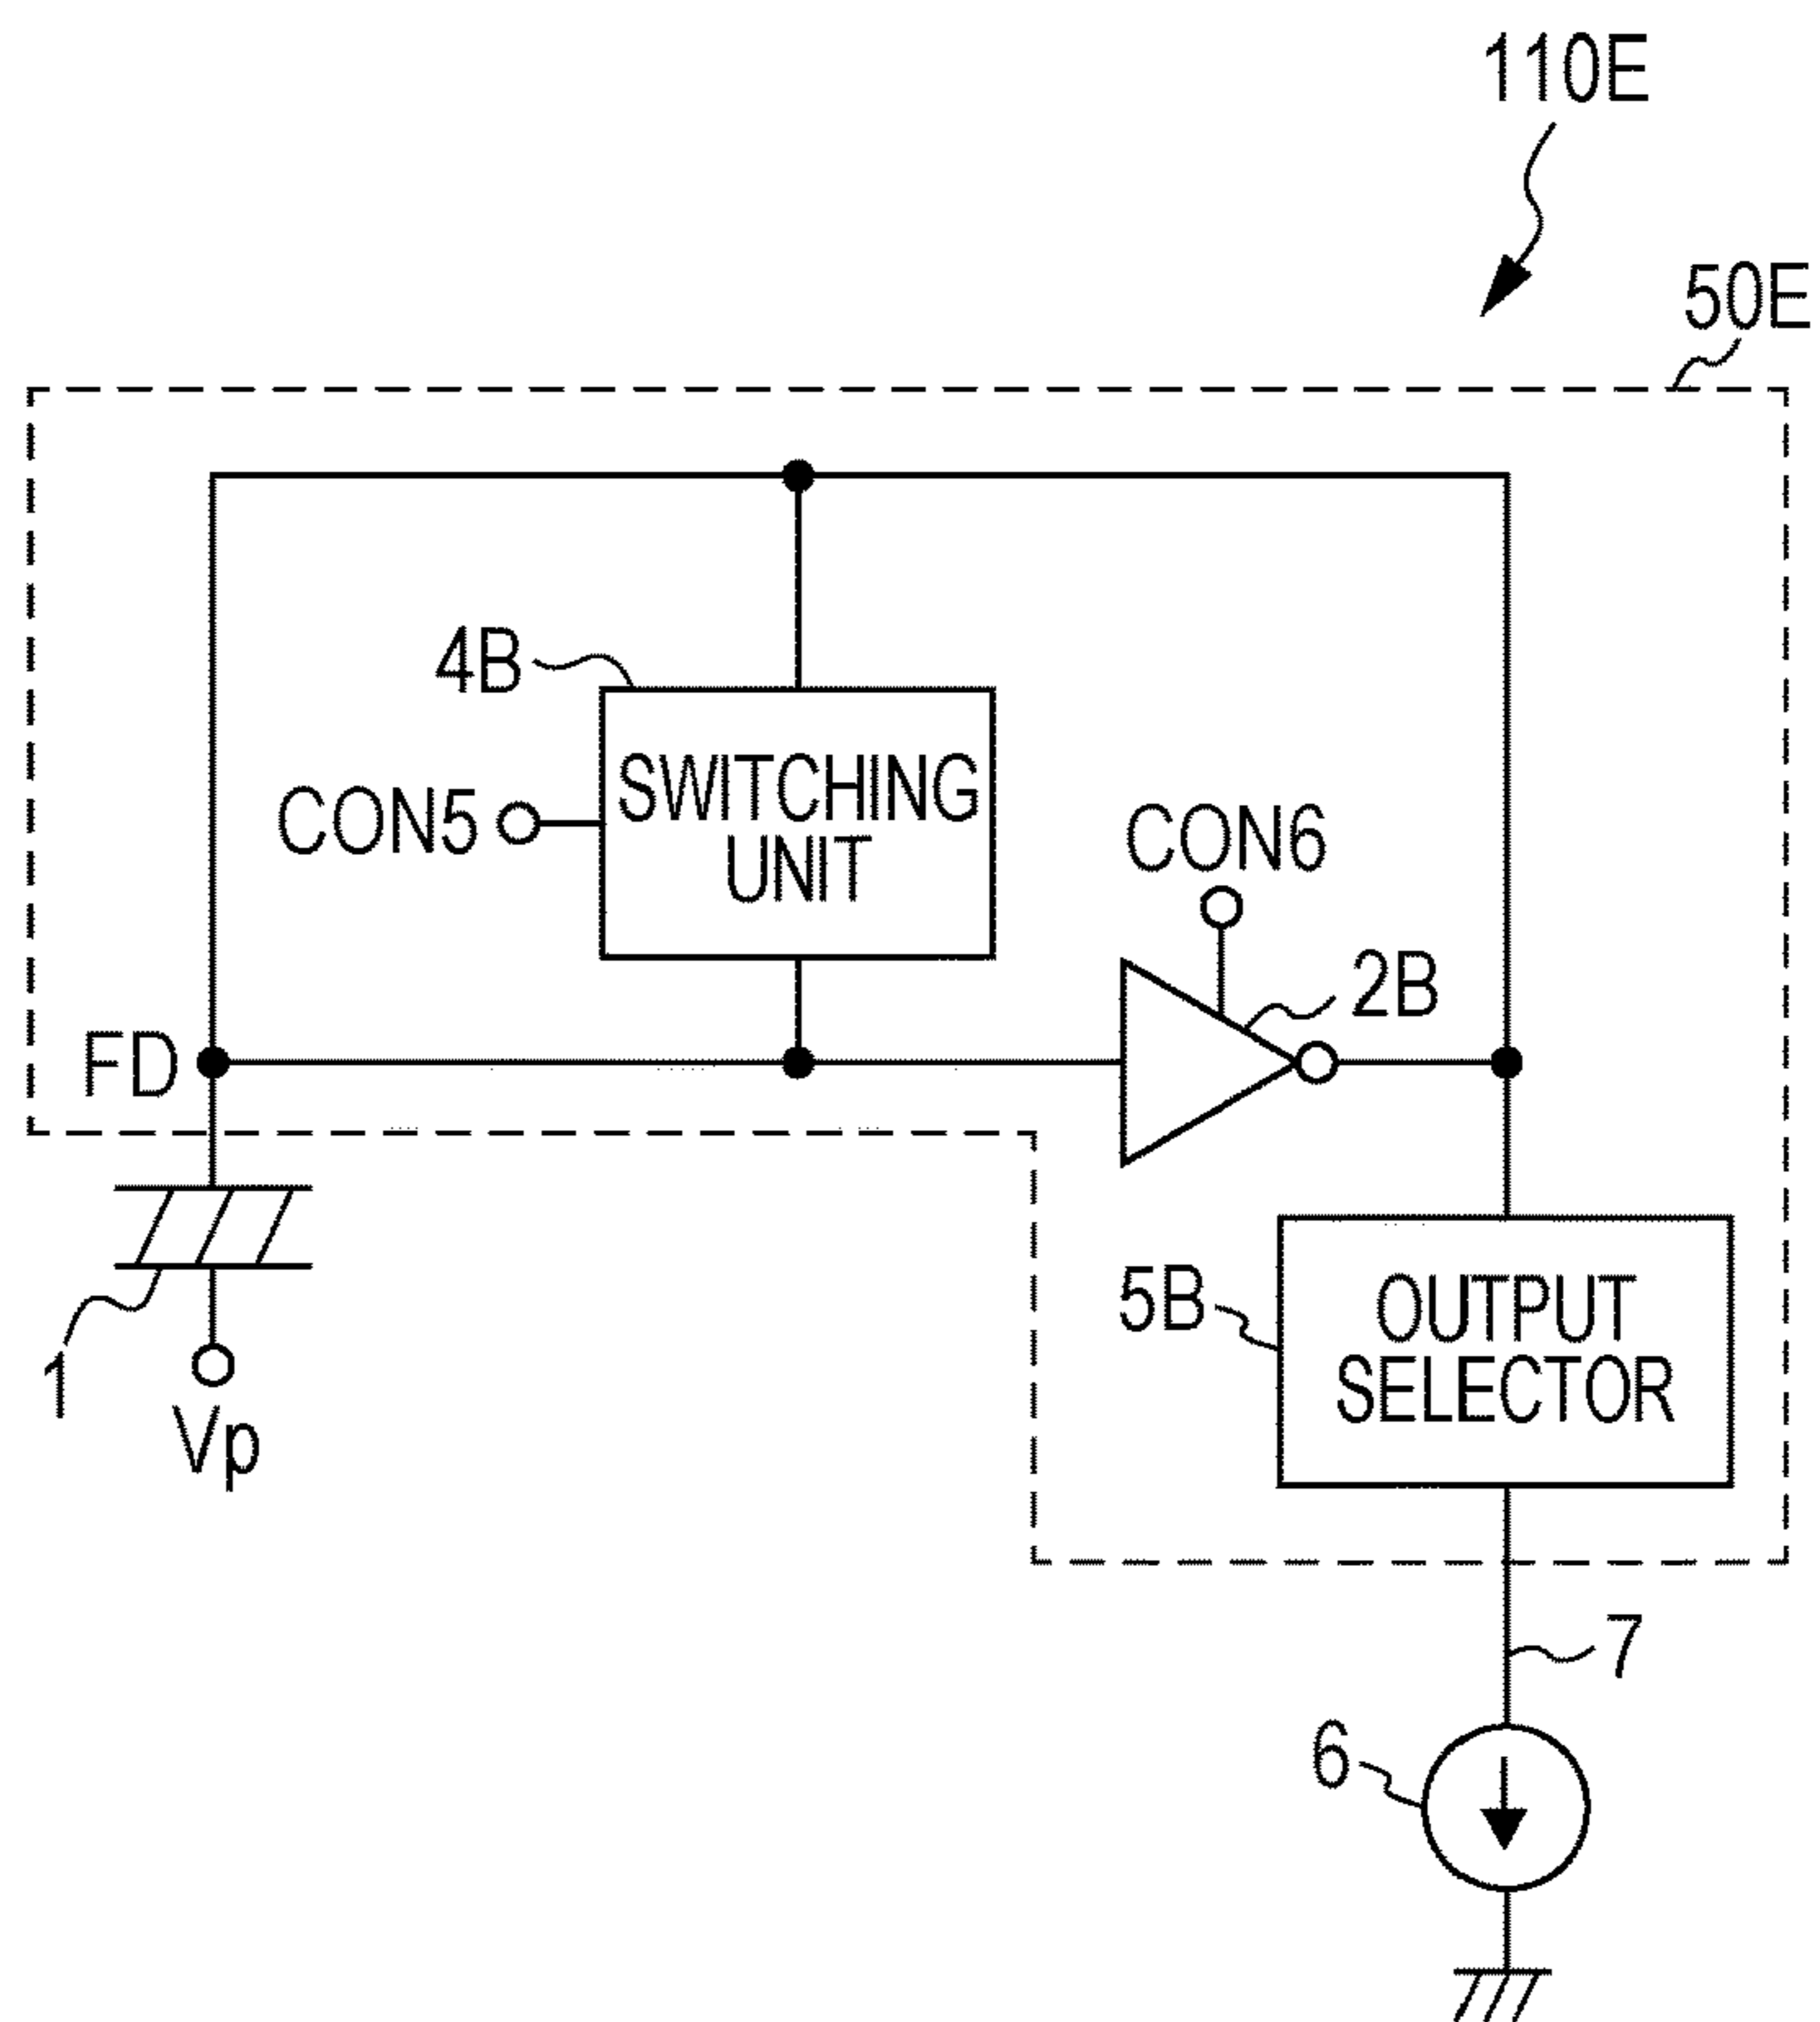 110E
50E
4B
SWITCHING
UNIT
CON5
CON6
2B
FD
1
Vp
5B
OUTPUT
SELECTOR
7
6